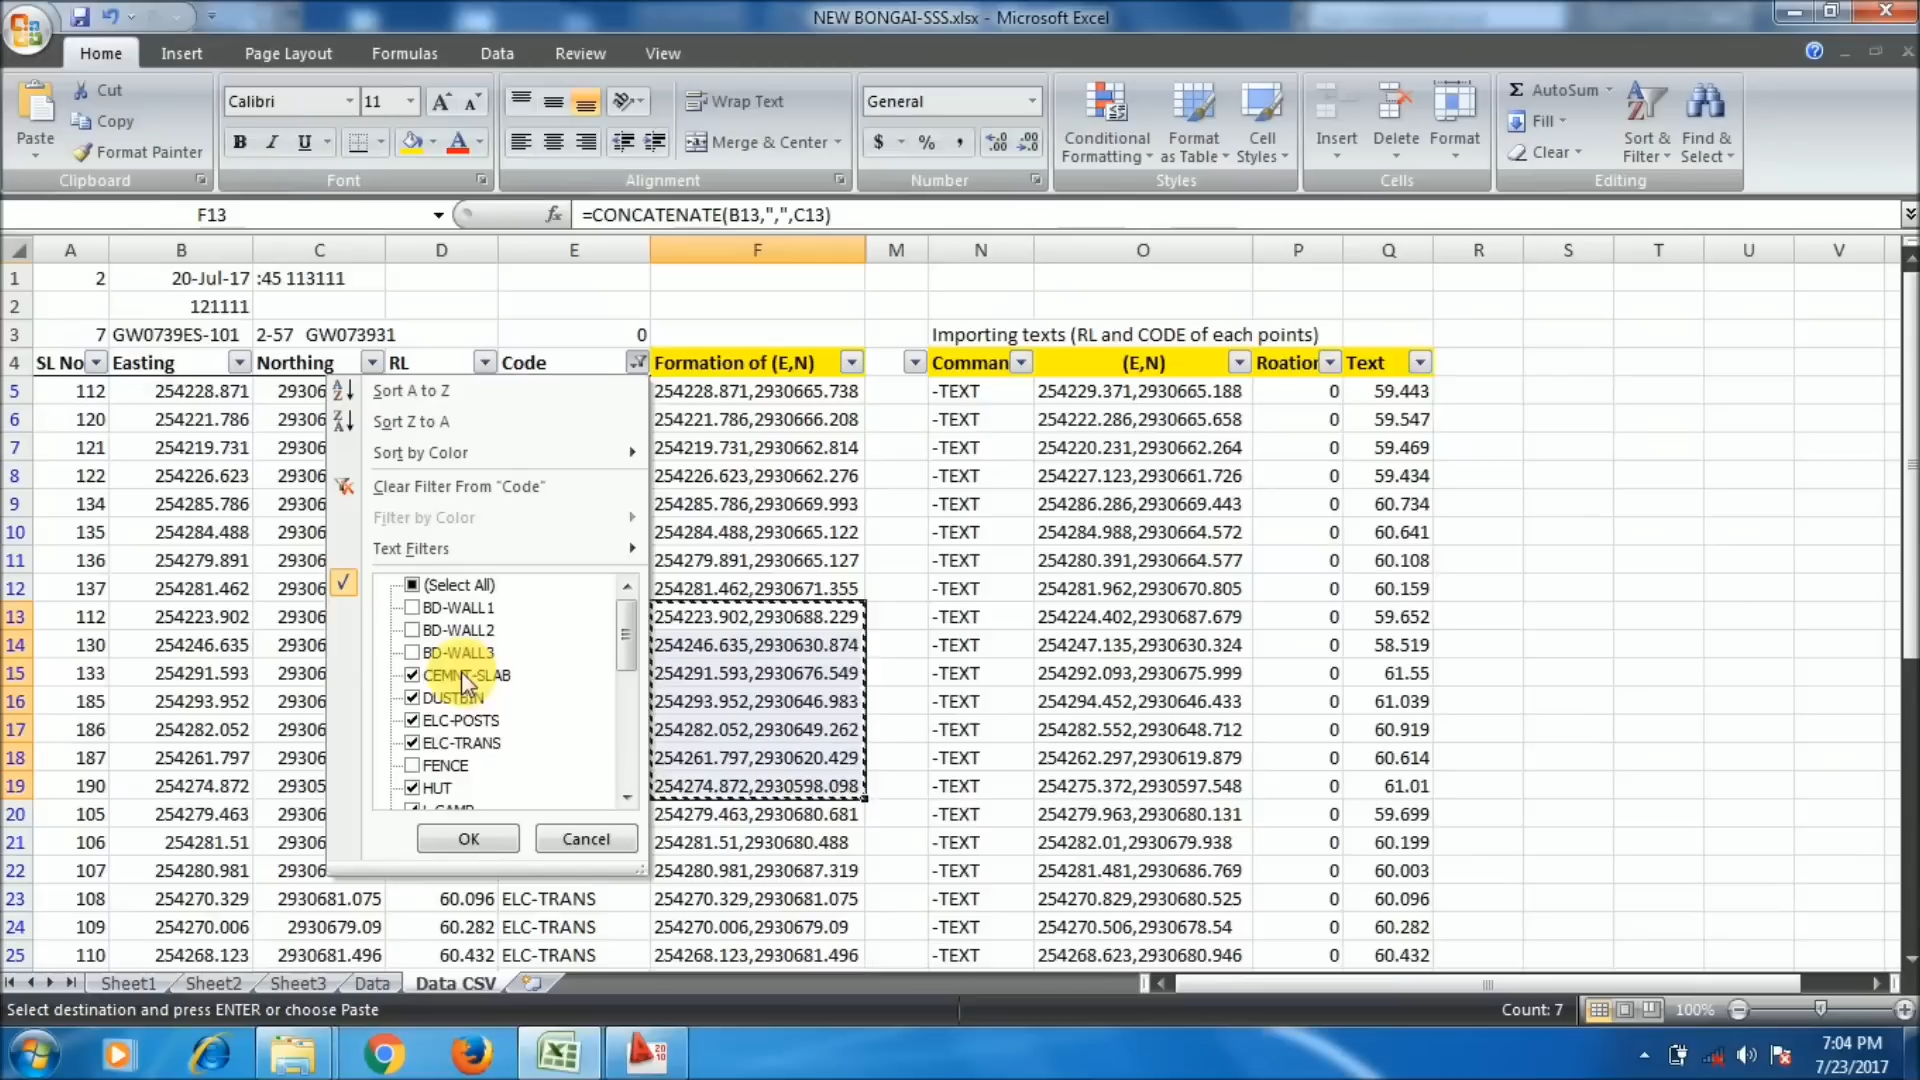 NEW BONGAI-SSS.xlsx - Microsoft Excel
Home Insert Page Layout Formulas Data Review View
Paste Cut Copy Format Painter Clipboard
Calibri 11 Font
Wrap Text Merge & Center Alignment
General Number
Conditional Formatting Format as Table Cell Styles Styles
Insert Delete Format Cells
AutoSum Fill Clear Sort & Filter Find & Select Editing
F13 =CONCATENATE(B13,",",C13)
A B C D E F M N O P Q R S T U V
1 2 20-Jul-17 :45 113111
2 121111
3 7 GW0739ES-101 2-57 GW073931 0 Importing texts (RL and CODE of each points)
4 SL No Easting Northing RL Code Formation of (E,N) Comman (E,N) Roation Text
5 112 254228.871 29306 254228.871,2930665.738 -TEXT 254229.371,2930665.188 0 59.443
6 120 254221.786 29306 254221.786,2930666.208 -TEXT 254222.286,2930665.658 0 59.547
7 121 254219.731 29306 254219.731,2930662.814 -TEXT 254220.231,2930662.264 0 59.469
8 122 254226.623 29306 254226.623,2930662.276 -TEXT 254227.123,2930661.726 0 59.434
9 134 254285.786 29306 254285.786,2930669.993 -TEXT 254286.286,2930669.443 0 60.734
10 135 254284.488 29306 254284.488,2930665.122 -TEXT 254284.988,2930664.572 0 60.641
11 136 254279.891 29306 254279.891,2930665.127 -TEXT 254280.391,2930664.577 0 60.108
12 137 254281.462 29306 254281.462,2930671.355 -TEXT 254281.962,2930670.805 0 60.159
13 112 254223.902 29306 254223.902,2930688.229 -TEXT 254224.402,2930687.679 0 59.652
14 130 254246.635 29306 254246.635,2930630.874 -TEXT 254247.135,2930630.324 0 58.519
15 133 254291.593 29306 254291.593,2930676.549 -TEXT 254292.093,2930675.999 0 61.55
16 185 254293.952 29306 254293.952,2930646.983 -TEXT 254294.452,2930646.433 0 61.039
17 186 254282.052 29306 254282.052,2930649.262 -TEXT 254282.552,2930648.712 0 60.919
18 187 254261.797 29306 254261.797,2930620.429 -TEXT 254262.297,2930619.879 0 60.614
19 190 254274.872 29305 254274.872,2930598.098 -TEXT 254275.372,2930597.548 0 61.01
20 105 254279.463 29306 254279.463,2930680.681 -TEXT 254279.963,2930680.131 0 59.699
21 106 254281.51 29306 254281.51,2930680.488 -TEXT 254282.01,2930679.938 0 60.199
22 107 254280.981 29306 254280.981,2930687.319 -TEXT 254281.481,2930686.769 0 60.003
23 108 254270.329 2930681.075 60.096 ELC-TRANS 254270.329,2930681.075 -TEXT 254270.829,2930680.525 0 60.096
24 109 254270.006 2930679.09 60.282 ELC-TRANS 254270.006,2930679.09 -TEXT 254270.506,2930678.54 0 60.282
25 110 254268.123 2930681.496 60.432 ELC-TRANS 254268.123,2930681.496 -TEXT 254268.623,2930680.946 0 60.432
Sort A to Z
Sort Z to A
Sort by Color
Clear Filter From "Code"
Filter by Color
Text Filters
(Select All)
BD-WALL1
BD-WALL2
BD-WALL3
CEMNT-SLAB
DUSTBIN
ELC-POSTS
ELC-TRANS
FENCE
HUT
OK Cancel
Sheet1 Sheet2 Sheet3 Data Data CSV
Select destination and press ENTER or choose Paste Count: 7 100%
7:04 PM
7/23/2017